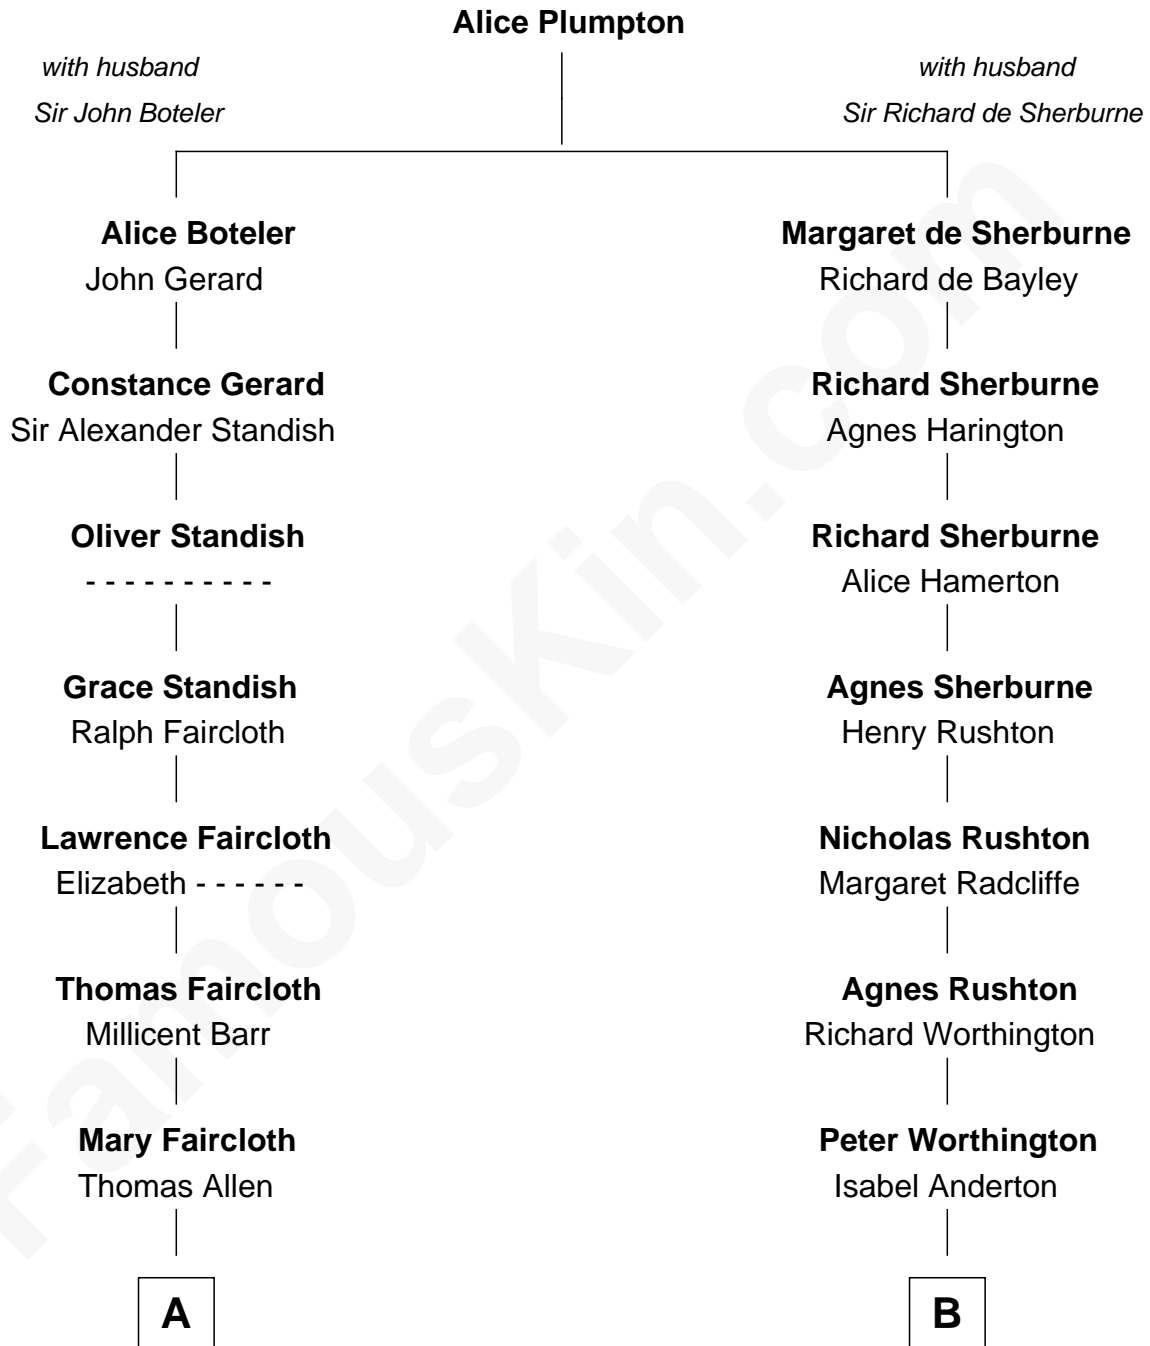 Alice Plumpton
with husband
Sir John Boteler
with husband
Sir Richard de Sherburne
Alice Boteler
John Gerard
Margaret de Sherburne
Richard de Bayley
Constance Gerard
Sir Alexander Standish
Richard Sherburne
Agnes Harington
Oliver Standish
- - - - - - - - - -
Richard Sherburne
Alice Hamerton
Grace Standish
Ralph Faircloth
Agnes Sherburne
Henry Rushton
Lawrence Faircloth
Elizabeth - - - - - -
Nicholas Rushton
Margaret Radcliffe
Thomas Faircloth
Millicent Barr
Agnes Rushton
Richard Worthington
Mary Faircloth
Thomas Allen
Peter Worthington
Isabel Anderton
A
B
FamousKin.com